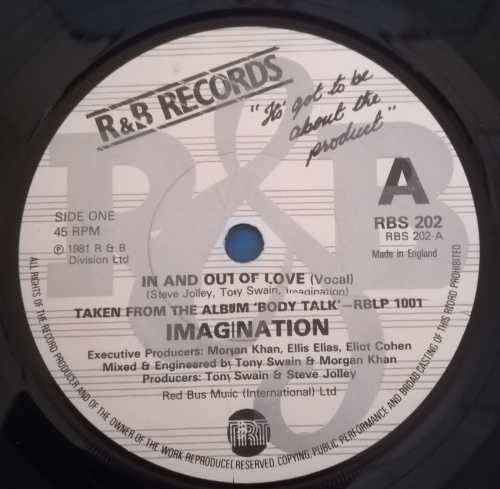 R&B RECORDS
"It's got to be
about the
product"
R&B
A
SIDE ONE
45 RPM
℗ 1981 R & B
Division Ltd
RBS 202
RBS 202-A
Made in England
IN AND OUT OF LOVE (Vocal)
(Steve Jolley, Tony Swain, Imagination)
TAKEN FROM THE ALBUM 'BODY TALK'–RBLP 1001
IMAGINATION
Executive Producers: Morgan Khan, Ellis Elias, Eliot Cohen
Mixed & Engineered by Tony Swain & Morgan Khan
Producers: Tony Swain & Steve Jolley
Red Bus Music (International) Ltd
PRT
ALL RIGHTS OF THE RECORD PRODUCER AND OF THE OWNER OF THE WORK REPRODUCED RESERVED. COPYING, PUBLIC PERFORMANCE AND BROADCASTING OF THIS RECORD PROHIBITED